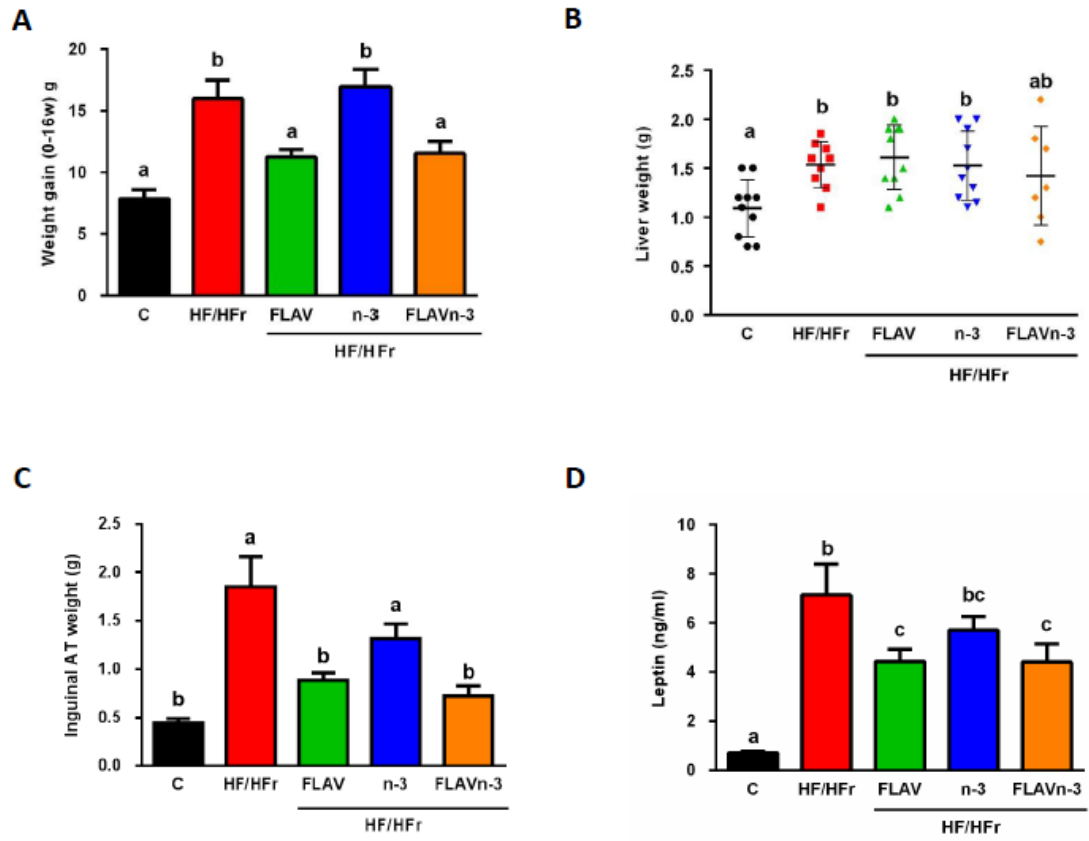 A
Weight gain (0-16w) g
20
15
10
5
0
a
b
a
b
a
C HF/HFr FLAV n-3 FLAVn-3
HF/HFr
B
Liver weight (g)
2.5
2.0
1.5
1.0
0.5
0.0
a
b
b
b
ab
C HF/HFr FLAV n-3 FLAVn-3
HF/HFr
C
Inguinal AT weight (g)
2.5
2.0
1.5
1.0
0.5
0.0
b
a
b
a
b
C HF/HFr FLAV n-3 FLAVn-3
HF/HFr
D
Leptin (ng/ml)
10
8
6
4
2
0
a
b
c
bc
c
C HF/HFr FLAV n-3 FLAVn-3
HF/HFr